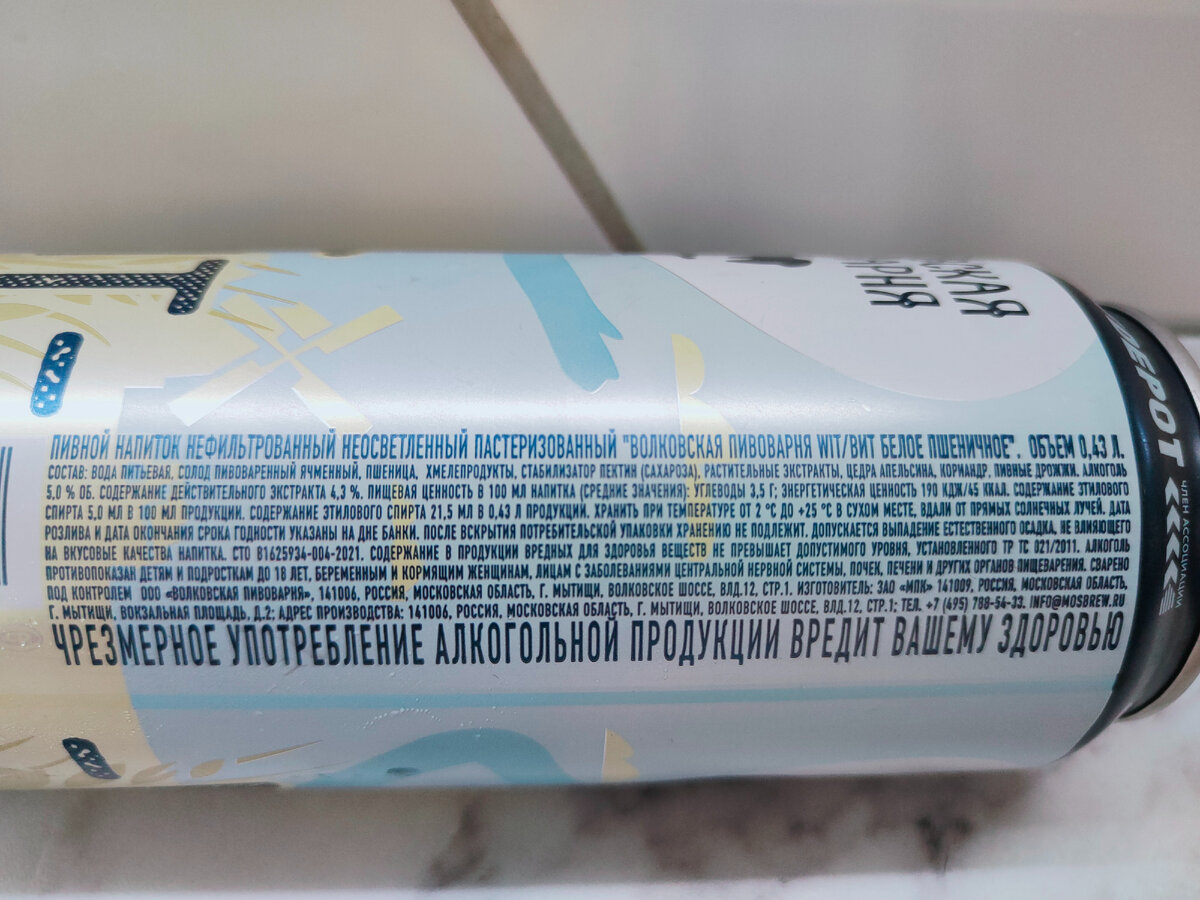 СКАЯ
АРНЯ
Т
DEPOT
ЧЛЕН АССОЦИАЦИИ
ПИВНОЙ НАПИТОК НЕФИЛЬТРОВАННЫЙ НЕОСВЕТЛЕННЫЙ ПАСТЕРИЗОВАННЫЙ "ВОЛКОВСКАЯ ПИВОВАРНЯ WIT/ВИТ БЕЛОЕ ПШЕНИЧНОЕ". ОБЪЕМ 0,43 Л.
СОСТАВ: ВОДА ПИТЬЕВАЯ, СОЛОД ПИВОВАРЕННЫЙ ЯЧМЕННЫЙ, ПШЕНИЦА, ХМЕЛЕПРОДУКТЫ, СТАБИЛИЗАТОР ПЕКТИН (САХАРОЗА), РАСТИТЕЛЬНЫЕ ЭКСТРАКТЫ, ЦЕДРА АПЕЛЬСИНА, КОРИАНДР, ПИВНЫЕ ДРОЖЖИ. АЛКОГОЛЬ
5,0 % ОБ. СОДЕРЖАНИЕ ДЕЙСТВИТЕЛЬНОГО ЭКСТРАКТА 4,3 %. ПИЩЕВАЯ ЦЕННОСТЬ В 100 МЛ НАПИТКА (СРЕДНИЕ ЗНАЧЕНИЯ): УГЛЕВОДЫ 3,5 Г; ЭНЕРГЕТИЧЕСКАЯ ЦЕННОСТЬ 190 КДЖ/45 ККАЛ. СОДЕРЖАНИЕ ЭТИЛОВОГО
СПИРТА 5,0 МЛ В 100 МЛ ПРОДУКЦИИ. СОДЕРЖАНИЕ ЭТИЛОВОГО СПИРТА 21,5 МЛ В 0,43 Л ПРОДУКЦИИ. ХРАНИТЬ ПРИ ТЕМПЕРАТУРЕ ОТ 2 °С ДО +25 °С В СУХОМ МЕСТЕ, ВДАЛИ ОТ ПРЯМЫХ СОЛНЕЧНЫХ ЛУЧЕЙ. ДАТА
РОЗЛИВА И ДАТА ОКОНЧАНИЯ СРОКА ГОДНОСТИ УКАЗАНЫ НА ДНЕ БАНКИ. ПОСЛЕ ВСКРЫТИЯ ПОТРЕБИТЕЛЬСКОЙ УПАКОВКИ ХРАНЕНИЮ НЕ ПОДЛЕЖИТ. ДОПУСКАЕТСЯ ВЫПАДЕНИЕ ЕСТЕСТВЕННОГО ОСАДКА, НЕ ВЛИЯЮЩЕГО
НА ВКУСОВЫЕ КАЧЕСТВА НАПИТКА. СТО 81625934-004-2021. СОДЕРЖАНИЕ В ПРОДУКЦИИ ВРЕДНЫХ ДЛЯ ЗДОРОВЬЯ ВЕЩЕСТВ НЕ ПРЕВЫШАЕТ ДОПУСТИМОГО УРОВНЯ, УСТАНОВЛЕННОГО ТР ТС 021/2011. АЛКОГОЛЬ
ПРОТИВОПОКАЗАН ДЕТЯМ И ПОДРОСТКАМ ДО 18 ЛЕТ, БЕРЕМЕННЫМ И КОРМЯЩИМ ЖЕНЩИНАМ, ЛИЦАМ С ЗАБОЛЕВАНИЯМИ ЦЕНТРАЛЬНОЙ НЕРВНОЙ СИСТЕМЫ, ПОЧЕК, ПЕЧЕНИ И ДРУГИХ ОРГАНОВ ПИЩЕВАРЕНИЯ. СВАРЕНО
ПОД КОНТРОЛЕМ ООО «ВОЛКОВСКАЯ ПИВОВАРНЯ», 141006, РОССИЯ, МОСКОВСКАЯ ОБЛАСТЬ, Г. МЫТИЩИ, ВОЛКОВСКОЕ ШОССЕ, ВЛД.12, СТР.1. ИЗГОТОВИТЕЛЬ: ЗАО «МПК» 141009, РОССИЯ, МОСКОВСКАЯ ОБЛАСТЬ,
Г. МЫТИЩИ, ВОКЗАЛЬНАЯ ПЛОЩАДЬ, Д.2; АДРЕС ПРОИЗВОДСТВА: 141006, РОССИЯ, МОСКОВСКАЯ ОБЛАСТЬ, Г. МЫТИЩИ, ВОЛКОВСКОЕ ШОССЕ, ВЛД.12, СТР.1; ТЕЛ. +7 (495) 788-54-33. INFO@MOSBREW.RU
ЧРЕЗМЕРНОЕ УПОТРЕБЛЕНИЕ АЛКОГОЛЬНОЙ ПРОДУКЦИИ ВРЕДИТ ВАШЕМУ ЗДОРОВЬЮ